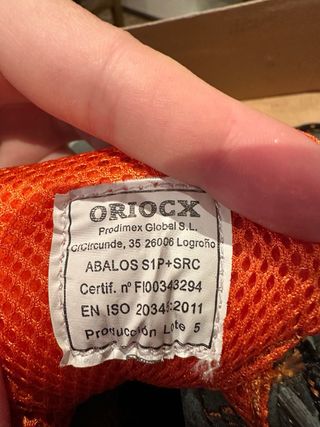 ORIOCX
Prodimex Global S.L.
C/Circunde, 35 26006 Logroño
ABALOS S1P+SRC
Certif. nº FI00343294
EN ISO 20345:2011
Producción Lote 5